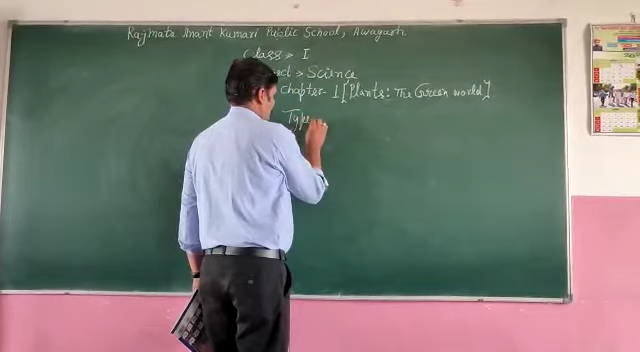 Rajmata Anant Kumari Public School, Awagarh.
Class > I
> Science
Chapter- 1 [Plants: The Green world]
Type